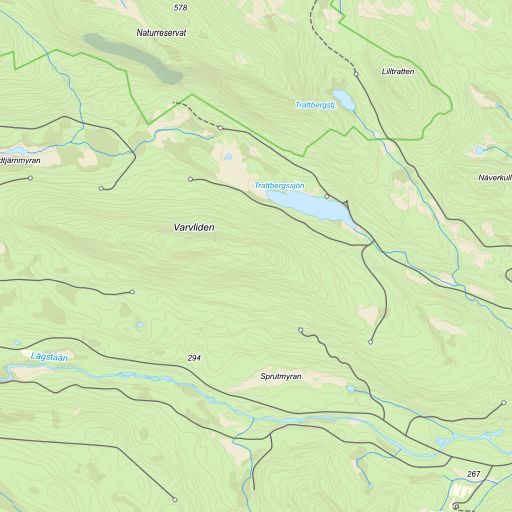 578
Naturreservat
Lilltratten
Trattbergstj.
dtjärnmyran
Näverkull
Trattbergssjön
Varvliden
Lågstaån
294
Sprutmyran
267